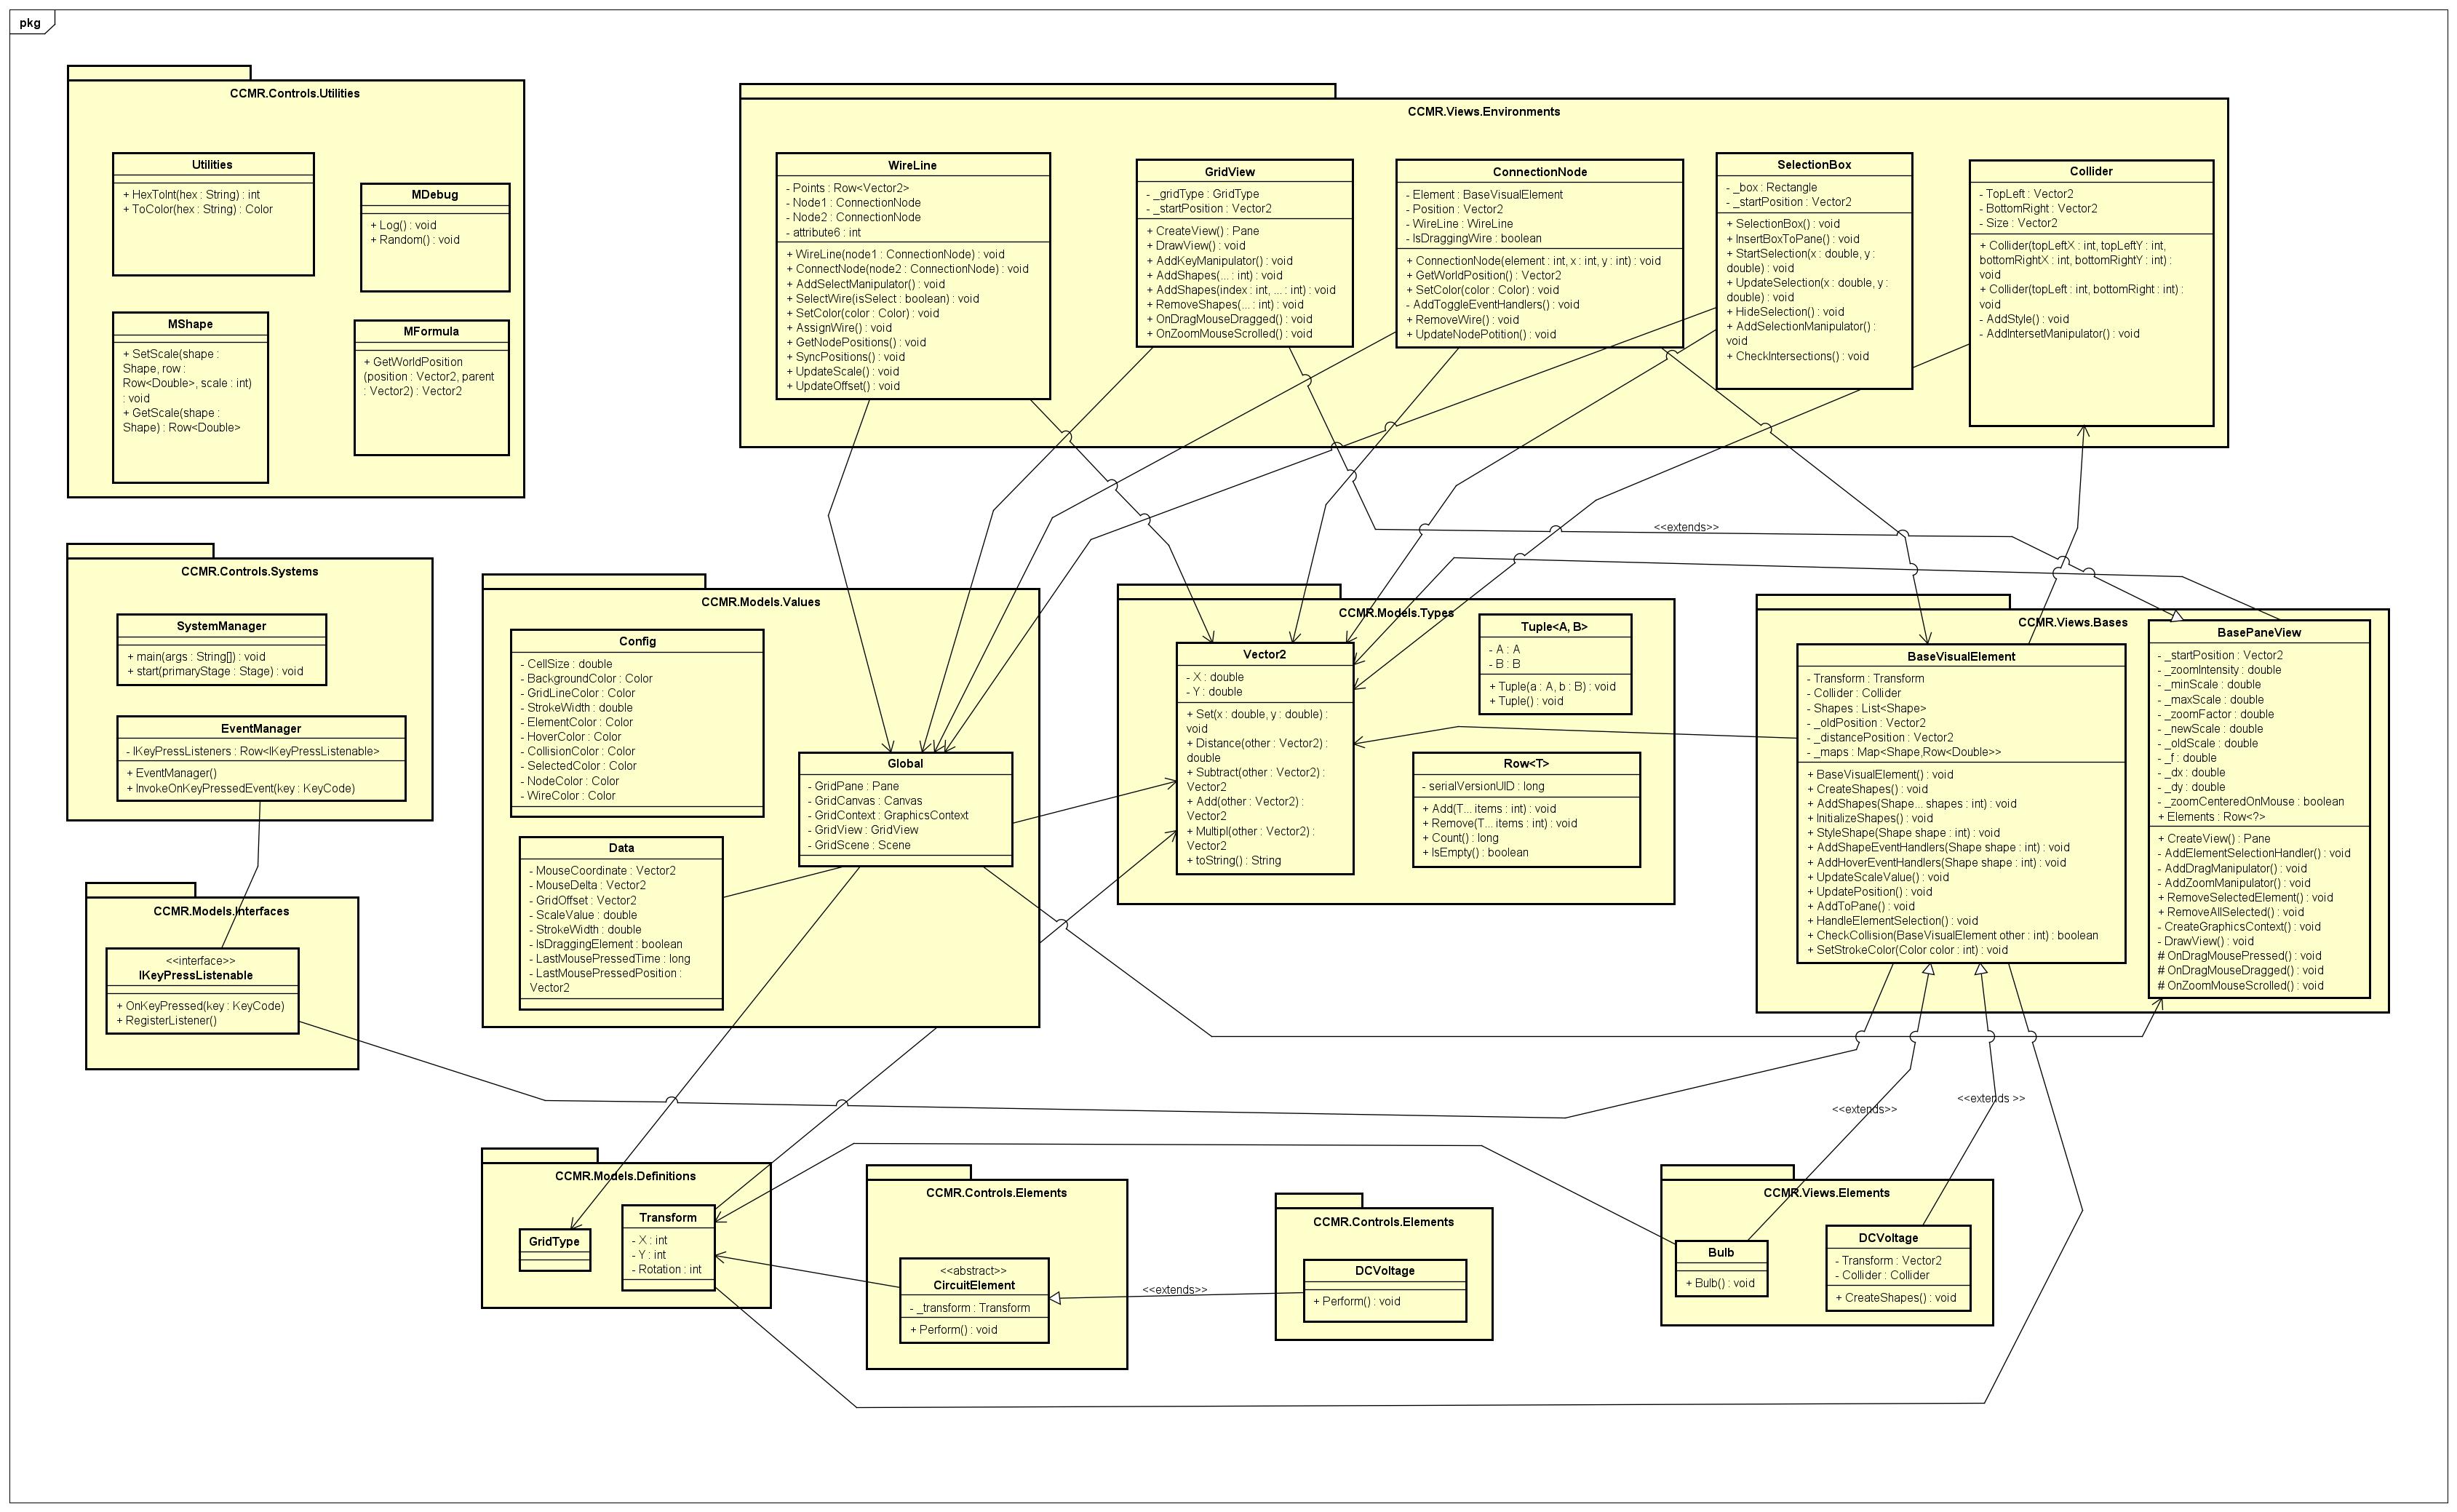 pkg
CCMR.Controls.Utilities
Utilities
+ HexToInt(hex : String) : int
+ ToColor(hex : String) : Color
MDebug
+ Log() : void
+ Random() : void
MShape
+ SetScale(shape :
Shape, row :
Row<Double>, scale : int)
: void
+ GetScale(shape :
Shape) : Row<Double>
MFormula
+ GetWorldPosition
(position : Vector2, parent
: Vector2) : Vector2
CCMR.Views.Environments
WireLine
- Points : Row<Vector2>
- Node1 : ConnectionNode
- Node2 : ConnectionNode
- attribute6 : int
+ WireLine(node1 : ConnectionNode) : void
+ ConnectNode(node2 : ConnectionNode) : void
+ AddSelectManipulator() : void
+ SelectWire(isSelect : boolean) : void
+ SetColor(color : Color) : void
+ AssignWire() : void
+ GetNodePositions() : void
+ SyncPositions() : void
+ UpdateScale() : void
+ UpdateOffset() : void
GridView
- _gridType : GridType
- _startPosition : Vector2
+ CreateView() : Pane
+ DrawView() : void
+ AddKeyManipulator() : void
+ AddShapes(... : int) : void
+ AddShapes(index : int, ... : int) : void
+ RemoveShapes(... : int) : void
+ OnDragMouseDragged() : void
+ OnZoomMouseScrolled() : void
ConnectionNode
- Element : BaseVisualElement
- Position : Vector2
- WireLine : WireLine
- IsDraggingWire : boolean
+ ConnectionNode(element : int, x : int, y : int) : void
+ GetWorldPosition() : Vector2
+ SetColor(color : Color) : void
- AddToggleEventHandlers() : void
+ RemoveWire() : void
+ UpdateNodePotition() : void
SelectionBox
- _box : Rectangle
- _startPosition : Vector2
+ SelectionBox() : void
+ InsertBoxToPane() : void
+ StartSelection(x : double, y :
double) : void
+ UpdateSelection(x : double, y :
double) : void
+ HideSelection() : void
+ AddSelectionManipulator() :
void
+ CheckIntersections() : void
Collider
- TopLeft : Vector2
- BottomRight : Vector2
- Size : Vector2
+ Collider(topLeftX : int, topLeftY : int,
bottomRightX : int, bottomRightY : int) :
void
+ Collider(topLeft : int, bottomRight : int) :
void
- AddStyle() : void
- AddIntersetManipulator() : void
<<extends>>
CCMR.Controls.Systems
SystemManager
+ main(args : String[]) : void
+ start(primaryStage : Stage) : void
EventManager
- IKeyPressListeners : Row<IKeyPressListenable>
+ EventManager()
+ InvokeOnKeyPressedEvent(key : KeyCode)
CCMR.Models.Interfaces
<<interface>>
IKeyPressListenable
+ OnKeyPressed(key : KeyCode)
+ RegisterListener()
CCMR.Models.Values
Config
- CellSize : double
- BackgroundColor : Color
- GridLineColor : Color
- StrokeWidth : double
- ElementColor : Color
- HoverColor : Color
- CollisionColor : Color
- SelectedColor : Color
- NodeColor : Color
- WireColor : Color
Data
- MouseCoordinate : Vector2
- MouseDelta : Vector2
- GridOffset : Vector2
- ScaleValue : double
- StrokeWidth : double
- IsDraggingElement : boolean
- LastMousePressedTime : long
- LastMousePressedPosition :
Vector2
Global
- GridPane : Pane
- GridCanvas : Canvas
- GridContext : GraphicsContext
- GridView : GridView
- GridScene : Scene
CCMR.Models.Types
Vector2
- X : double
- Y : double
+ Set(x : double, y : double) :
void
+ Distance(other : Vector2) :
double
+ Subtract(other : Vector2) :
Vector2
+ Add(other : Vector2) :
Vector2
+ Multipl(other : Vector2) :
Vector2
+ toString() : String
Tuple<A, B>
- A : A
- B : B
+ Tuple(a : A, b : B) : void
+ Tuple() : void
Row<T>
- serialVersionUID : long
+ Add(T... items : int) : void
+ Remove(T... items : int) : void
+ Count() : long
+ IsEmpty() : boolean
CCMR.Views.Bases
BaseVisualElement
- Transform : Transform
- Collider : Collider
- Shapes : List<Shape>
- _oldPosition : Vector2
- _distancePosition : Vector2
- _maps : Map<Shape,Row<Double>>
+ BaseVisualElement() : void
+ CreateShapes() : void
+ AddShapes(Shape... shapes : int) : void
+ InitializeShapes() : void
+ StyleShape(Shape shape : int) : void
+ AddShapeEventHandlers(Shape shape : int) : void
+ AddHoverEventHandlers(Shape shape : int) : void
+ UpdateScaleValue() : void
+ UpdatePosition() : void
+ AddToPane() : void
+ HandleElementSelection() : void
+ CheckCollision(BaseVisualElement other : int) : boolean
+ SetStrokeColor(Color color : int) : void
BasePaneView
- _startPosition : Vector2
- _zoomIntensity : double
- _minScale : double
- _maxScale : double
- _zoomFactor : double
- _newScale : double
- _oldScale : double
- _f : double
- _dx : double
- _dy : double
- _zoomCenteredOnMouse : boolean
+ Elements : Row<?>
+ CreateView() : Pane
- AddElementSelectionHandler() : void
- AddDragManipulator() : void
- AddZoomManipulator() : void
+ RemoveSelectedElement() : void
+ RemoveAllSelected() : void
- CreateGraphicsContext() : void
- DrawView() : void
# OnDragMousePressed() : void
# OnDragMouseDragged() : void
# OnZoomMouseScrolled() : void
<<extends>>
<<extends >>
CCMR.Models.Definitions
GridType
Transform
- X : int
- Y : int
- Rotation : int
CCMR.Controls.Elements
<<abstract>>
CircuitElement
- _transform : Transform
+ Perform() : void
<<extends>>
CCMR.Controls.Elements
DCVoltage
+ Perform() : void
CCMR.Views.Elements
Bulb
+ Bulb() : void
DCVoltage
- Transform : Vector2
- Collider : Collider
+ CreateShapes() : void